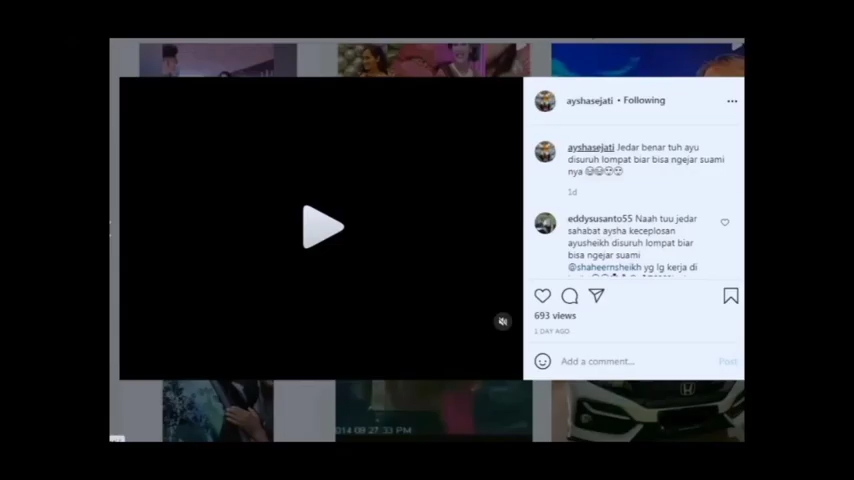 ayshasejati • Following
ayshasejati Jedar benar tuh ayu
disuruh lompat biar bisa ngejar suami
nya
1d
eddysusanto55 Naah tuu jedar
sahabat aysha keceplosan
ayusheikh disuruh lompat biar
bisa ngejar suami
@shaheernsheikh yg lg kerja di
693 views
1 DAY AGO
Add a comment...
Post
014 09 27:33 PM